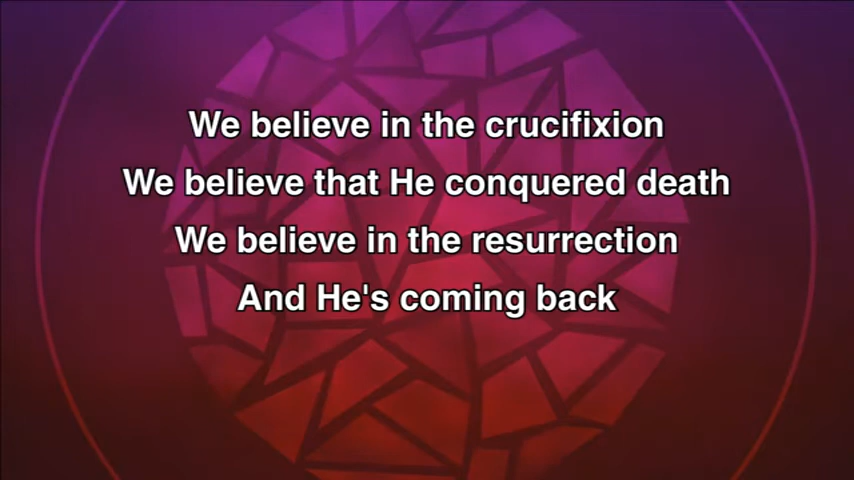 We believe in the crucifixion
We believe that He conquered death
We believe in the resurrection
And He's coming back